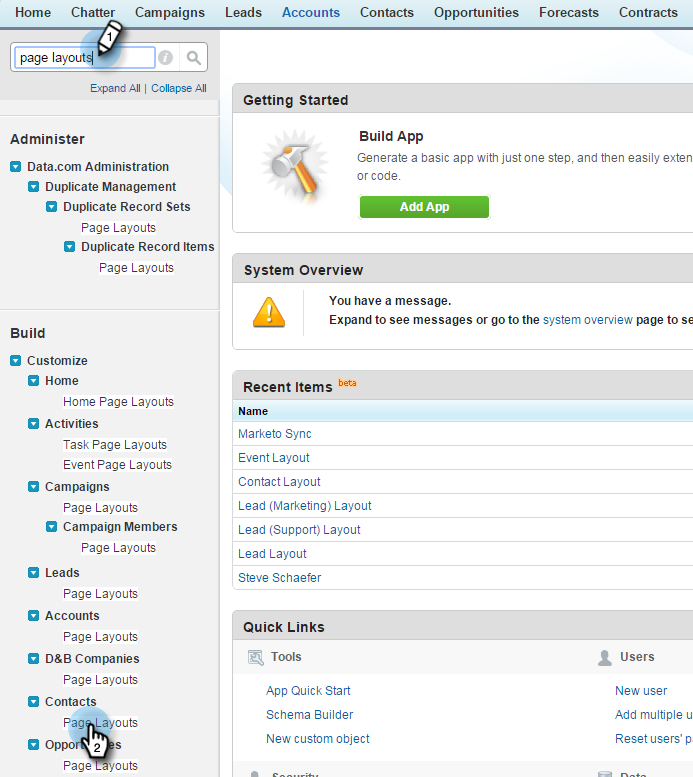 Home Chatter Campaigns Leads Accounts Contacts Opportunities Forecasts Contracts
1
page layouts
Expand All | Collapse All
Administer
Data.com Administration
Duplicate Management
Duplicate Record Sets
Page Layouts
Duplicate Record Items
Page Layouts
Build
Customize
Home
Home Page Layouts
Activities
Task Page Layouts
Event Page Layouts
Campaigns
Page Layouts
Campaign Members
Page Layouts
Leads
Page Layouts
Accounts
Page Layouts
D&B Companies
Page Layouts
Contacts
Page Layouts
2
Page Layouts
Getting Started
Build App
Generate a basic app with just one step, and then easily exten
or code.
Add App
System Overview
You have a message.
Expand to see messages or go to the system overview page to se
Recent Items beta
Name
Marketo Sync
Event Layout
Contact Layout
Lead (Marketing) Layout
Lead (Support) Layout
Lead Layout
Steve Schaefer
Quick Links
Tools
App Quick Start
Schema Builder
New custom object
Users
New user
Add multiple u
Reset users' p
Security
Data